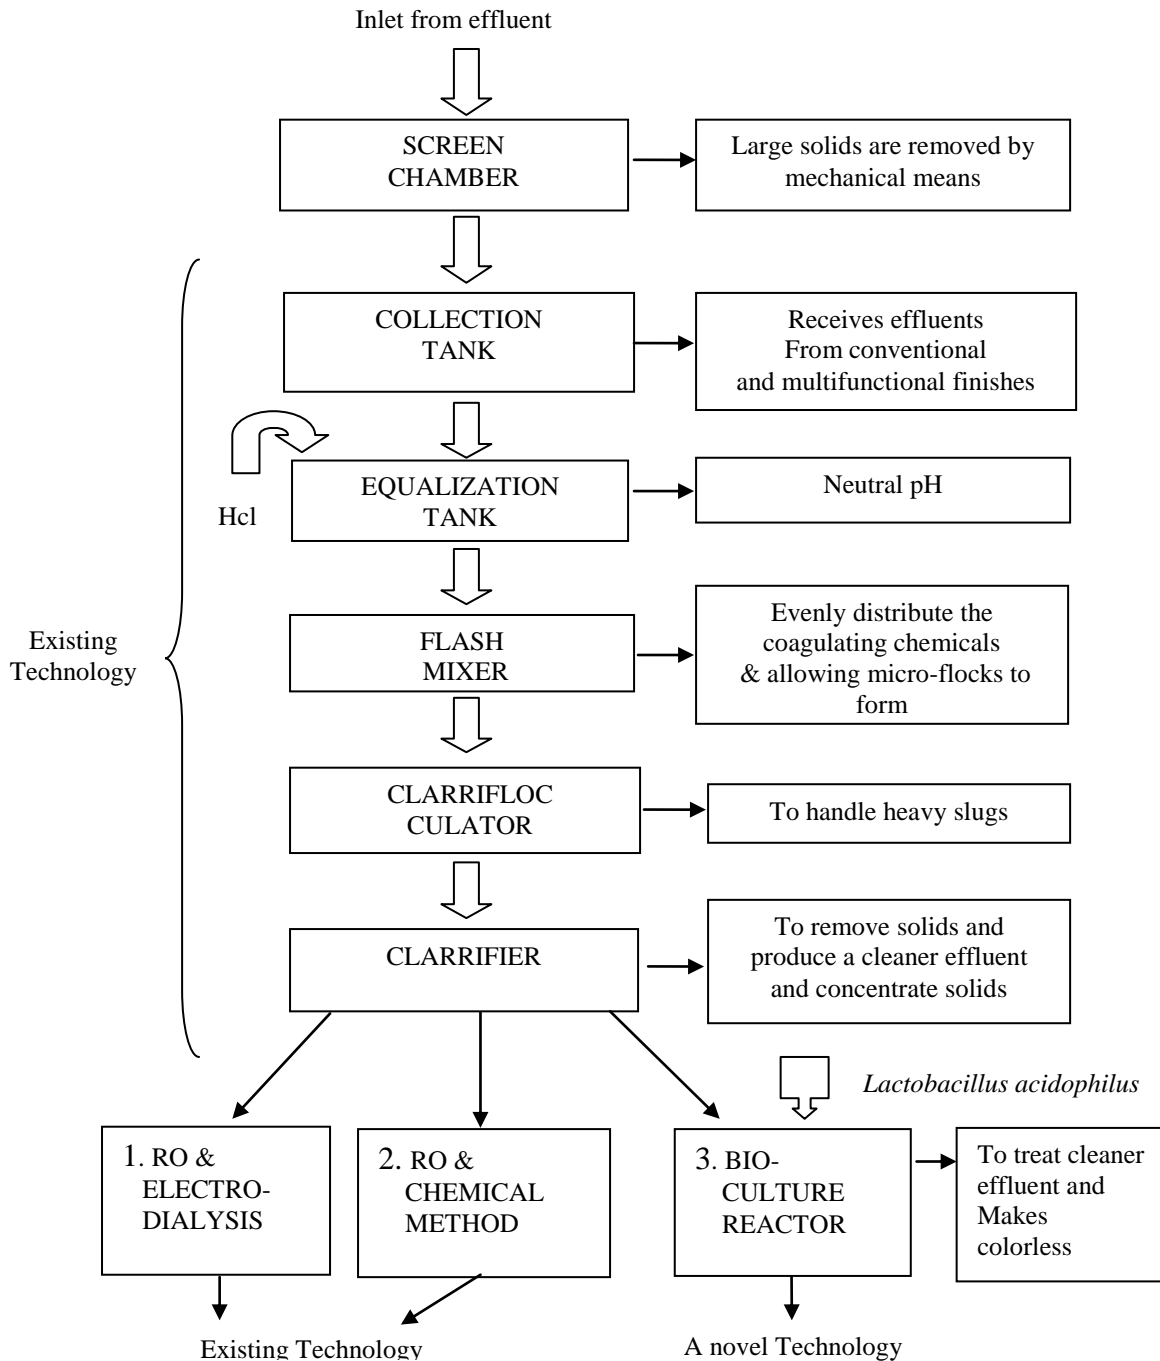 Inlet from effluent
SCREEN
CHAMBER
Large solids are removed by
mechanical means
COLLECTION
TANK
Receives effluents
From conventional
and multifunctional finishes
Hcl
EQUALIZATION
TANK
Neutral pH
Existing
Technology
FLASH
MIXER
Evenly distribute the
coagulating chemicals
& allowing micro-flocks to
form
CLARRIFLOC
CULATOR
To handle heavy slugs
CLARRIFIER
To remove solids and
produce a cleaner effluent
and concentrate solids
Lactobacillus acidophilus
1. RO &
ELECTRO-
DIALYSIS
2. RO &
CHEMICAL
METHOD
3. BIO-
CULTURE
REACTOR
To treat cleaner
effluent and
Makes
colorless
Existing Technology
A novel Technology